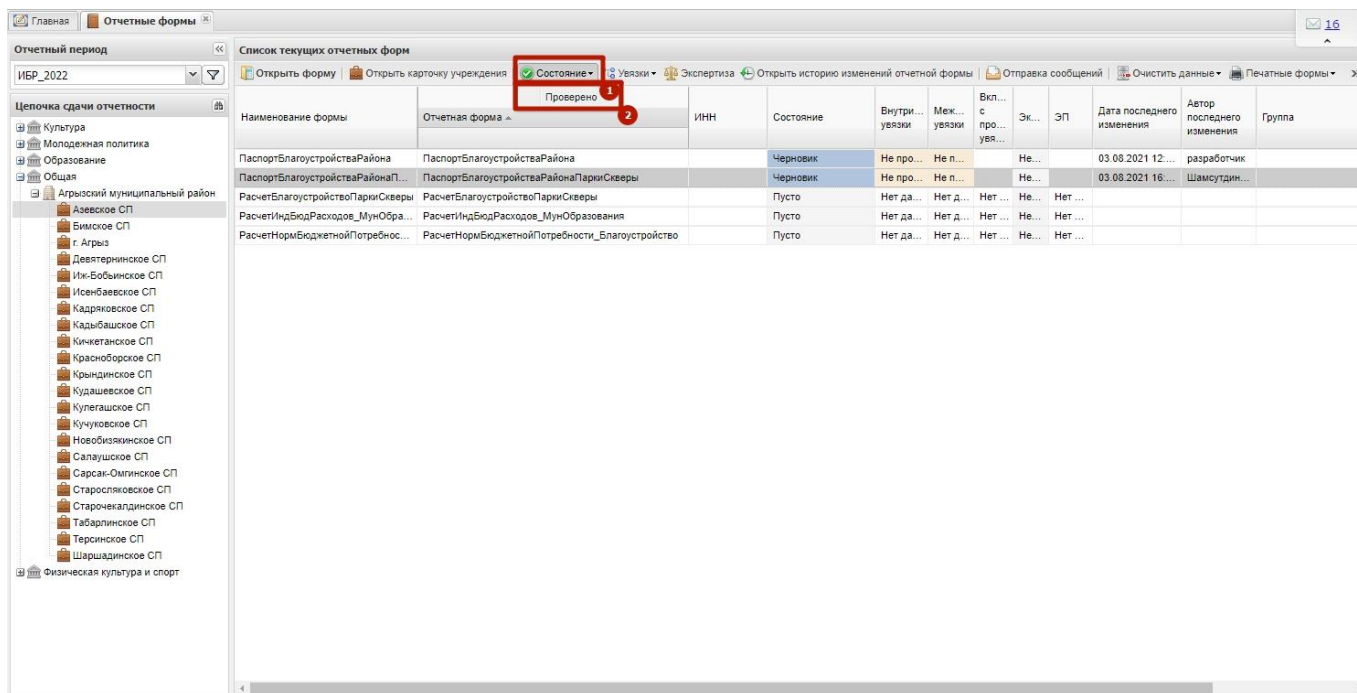 Главная
Отчетные формы
16
Отчетный период
Список текущих отчетных форм
ИБР_2022
Открыть форму
Открыть карточку учреждения
Состояние
Увязки
Экспертиза
Открыть историю изменений отчетной формы
Отправка сообщений
Очистить данные
Печатные формы
Проверено
1
2
Цепочка сдачи отчетности
Наименование формы
Отчетная форма
ИНН
Состояние
Внутри...
увязки
Меж...
увязки
Вкл...
с
про...
увя...
Эк...
ЭП
Дата последнего
изменения
Автор
последнего
изменения
Группа
ПаспортБлагоустройстваРайона ПаспортБлагоустройстваРайона Черновик Не про... Не п... Не... 03.08.2021 12:... разработчик
ПаспортБлагоустройстваРайонаП... ПаспортБлагоустройстваРайонаПаркиСкверы Черновик Не про... Не п... Не... 03.08.2021 16:... Шамсутдин...
РасчетБлагоустройствоПаркиСкверы РасчетБлагоустройствоПаркиСкверы Пусто Нет да... Нет д... Нет ... Не... Нет ...
РасчетИндБюдРасходов_МунОбра... РасчетИндБюдРасходов_МунОбразования Пусто Нет да... Нет д... Нет ... Не... Нет ...
РасчетНормБюджетнойПотребнос... РасчетНормБюджетнойПотребности_Благоустройство Пусто Нет да... Нет д... Нет ... Не... Нет ...
Культура
Молодежная политика
Образование
Общая
Агрызский муниципальный район
Азевское СП
Бимское СП
г. Агрыз
Девятернинское СП
Иж-Бобьинское СП
Исенбаевское СП
Кадряковское СП
Кадыбашское СП
Кичкетанское СП
Красноборское СП
Крындинское СП
Кудашевское СП
Кулегашское СП
Кучуковское СП
Новобизякинское СП
Салаушское СП
Сарсак-Омгинское СП
Старосляковское СП
Старочекалдинское СП
Табарлинское СП
Терсинское СП
Шаршадинское СП
Физическая культура и спорт